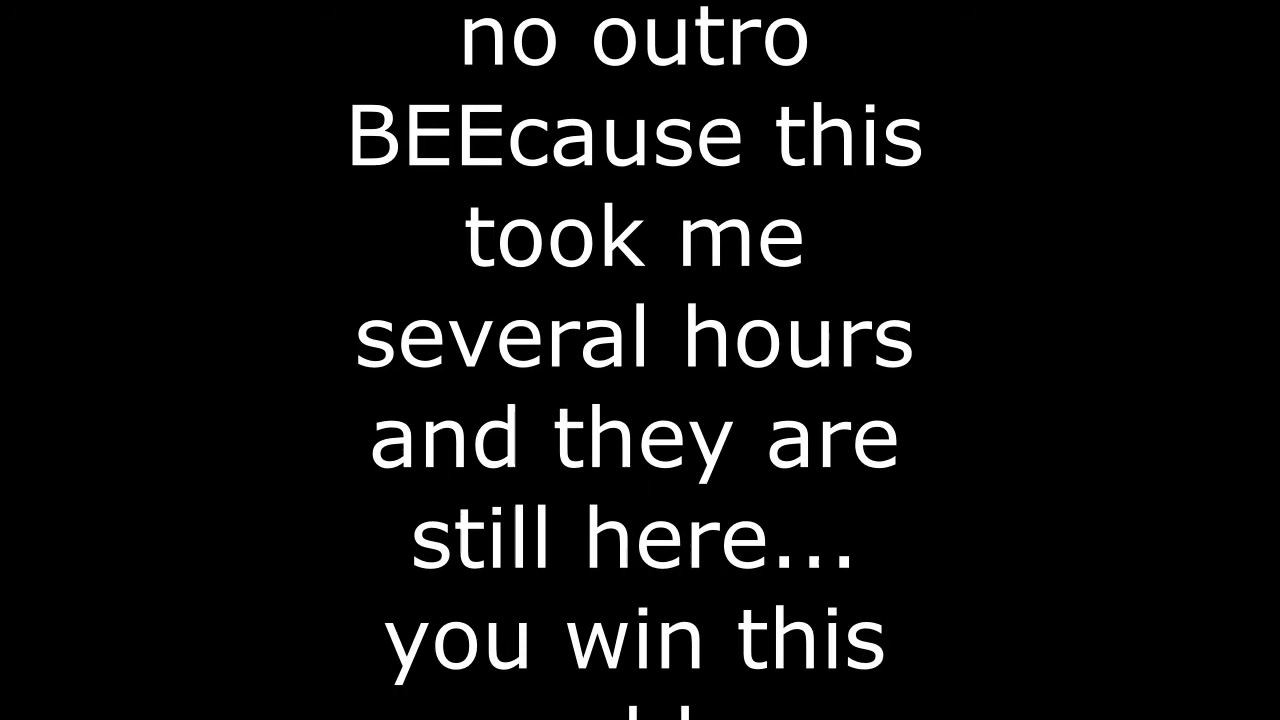 no outro
BEEcause this
took me
several hours
and they are
still here...
you win this